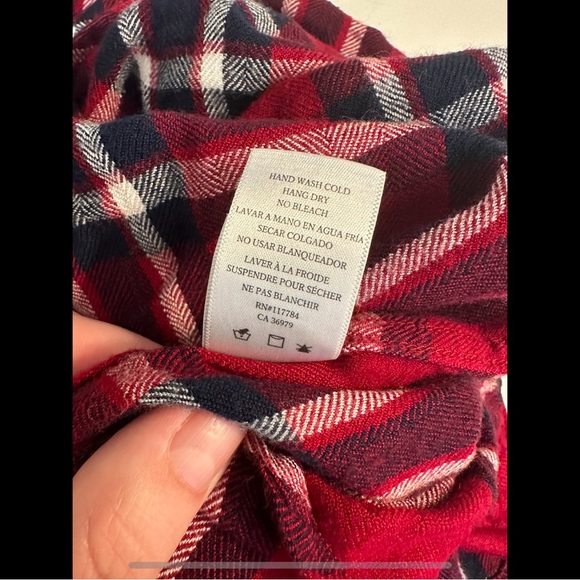 HAND WASH COLD
HANG DRY
NO BLEACH
LAVAR A MANO EN AGUA FRÍA
SECAR COLGADO
NO USAR BLANQUEADOR
LAVER À LA FROIDE
SUSPENDRE POUR SÉCHER
NE PAS BLANCHIR
RN#117784
CA 36979